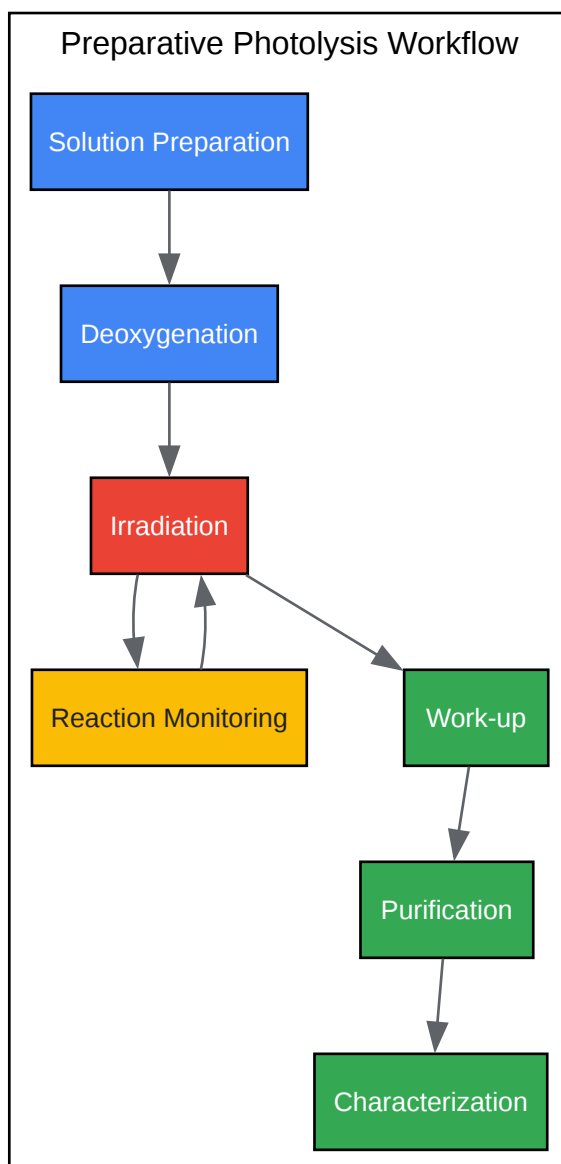 Preparative Photolysis Workflow
Solution Preparation
Deoxygenation
Irradiation
Reaction Monitoring
Work-up
Purification
Characterization